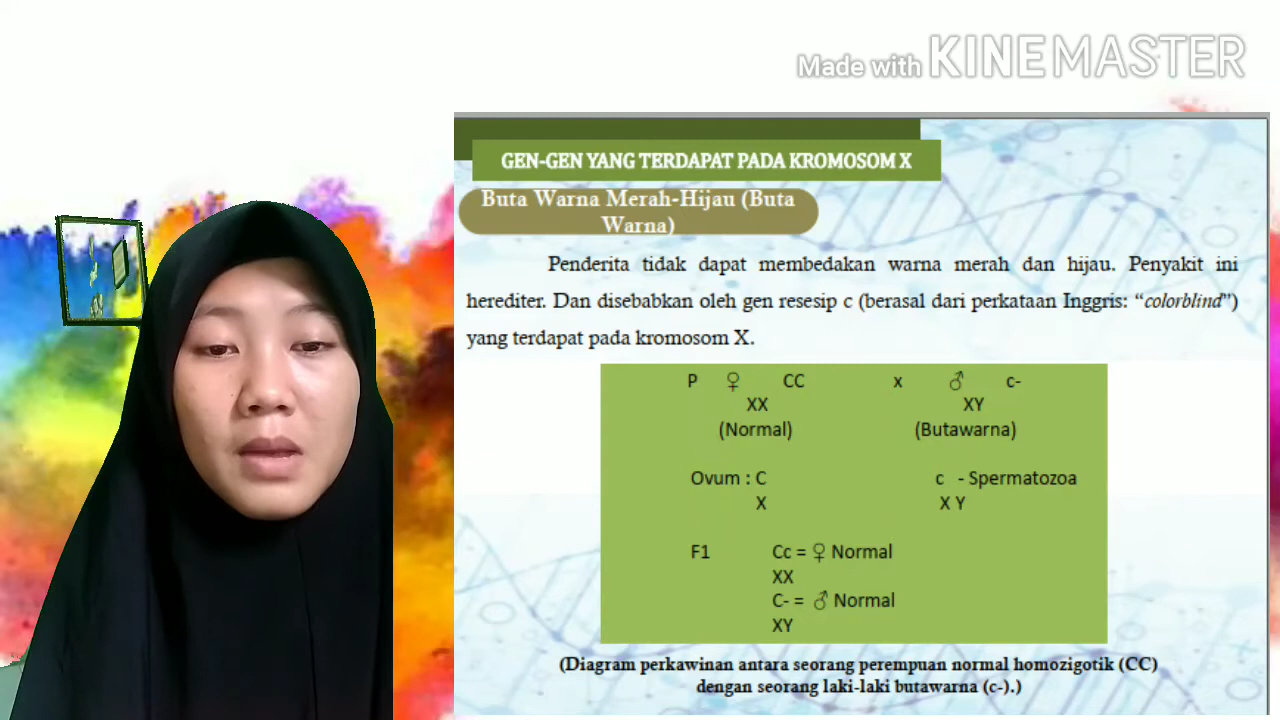 Made with KINEMASTER
GEN-GEN YANG TERDAPAT PADA KROMOSOM X
Buta Warna Merah-Hijau (Buta
Warna)
Penderita tidak dapat membedakan warna merah dan hijau. Penyakit ini
herediter. Dan disebabkan oleh gen resesip c (berasal dari perkataan Inggris: “colorblind”)
yang terdapat pada kromosom X.
P ♀ CC x ♂ c-
XX XY
(Normal) (Butawarna)
Ovum : C c - Spermatozoa
X X Y
F1 Cc = ♀ Normal
XX
C- = ♂ Normal
XY
(Diagram perkawinan antara seorang perempuan normal homozigotik (CC)
dengan seorang laki-laki butawarna (c-).)